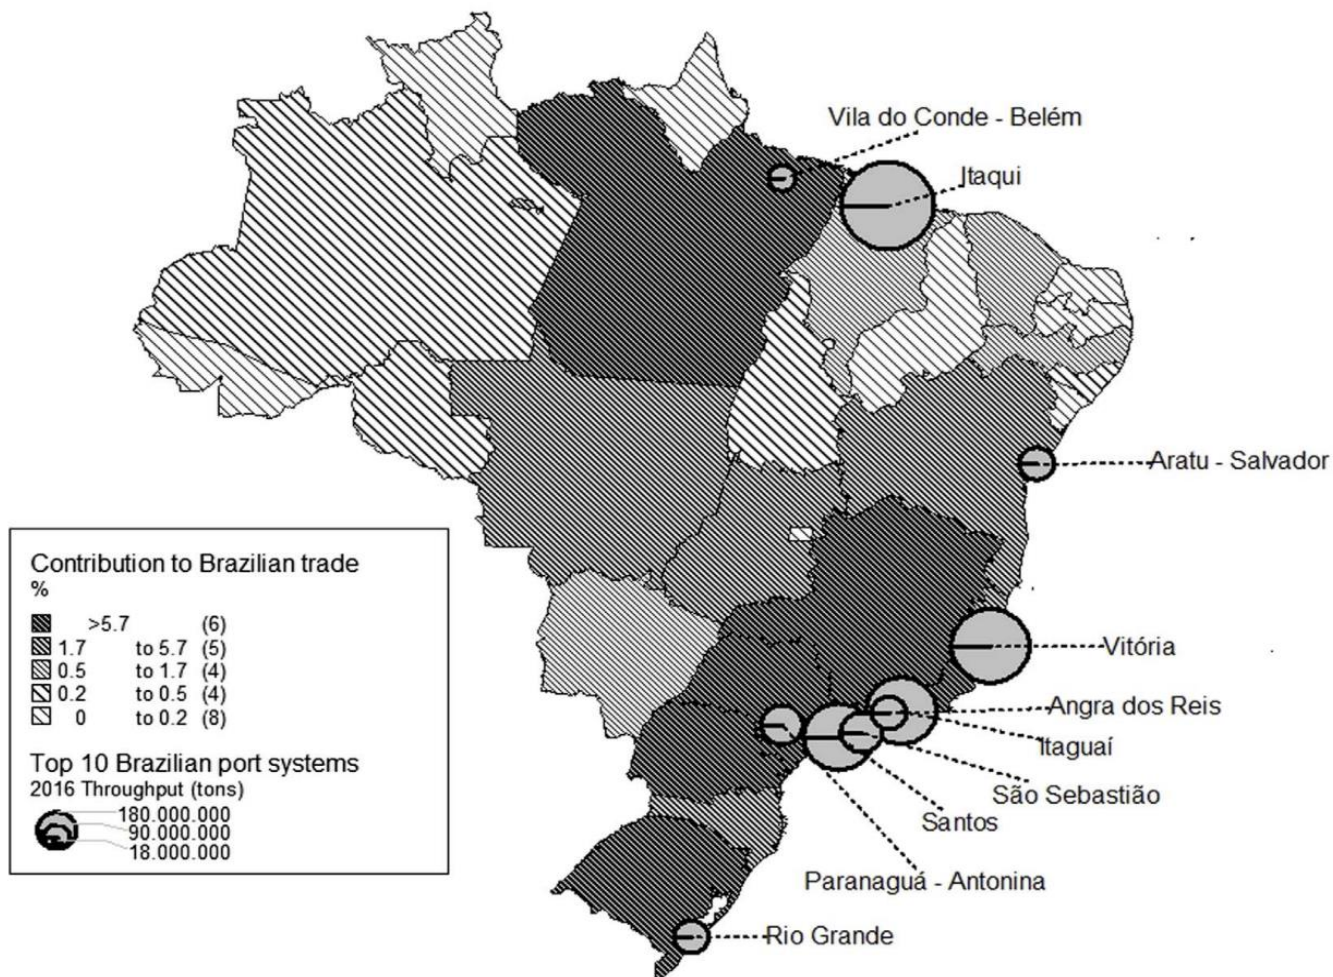 Vila do Conde - Belém
Itaqui
Aratu - Salvador
Vitória
Angra dos Reis
Itaguaí
São Sebastião
Santos
Paranaguá - Antonina
Rio Grande
Contribution to Brazilian trade
%
>5.7 (6)
1.7 to 5.7 (5)
0.5 to 1.7 (4)
0.2 to 0.5 (4)
0 to 0.2 (8)
Top 10 Brazilian port systems
2016 Throughput (tons)
180.000.000
90.000.000
18.000.000